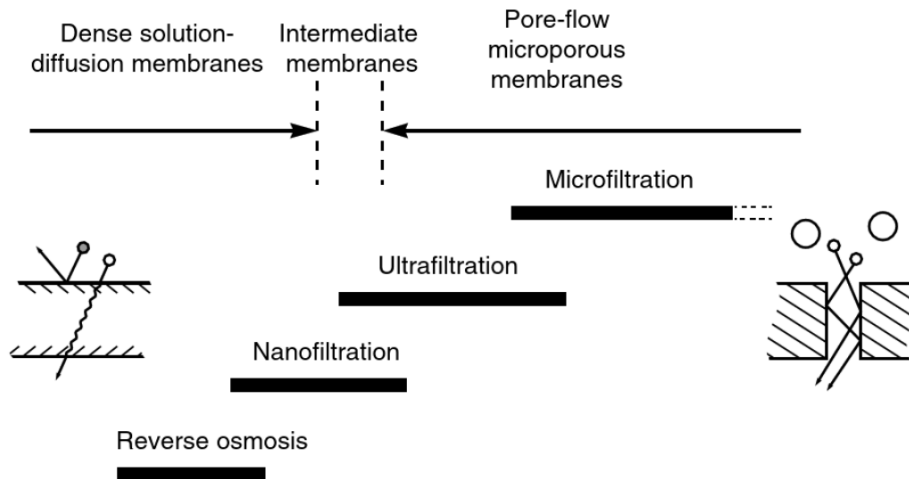 Dense solution-
diffusion membranes
Intermediate
membranes
Pore-flow
microporous
membranes
Microfiltration
Ultrafiltration
Nanofiltration
Reverse osmosis